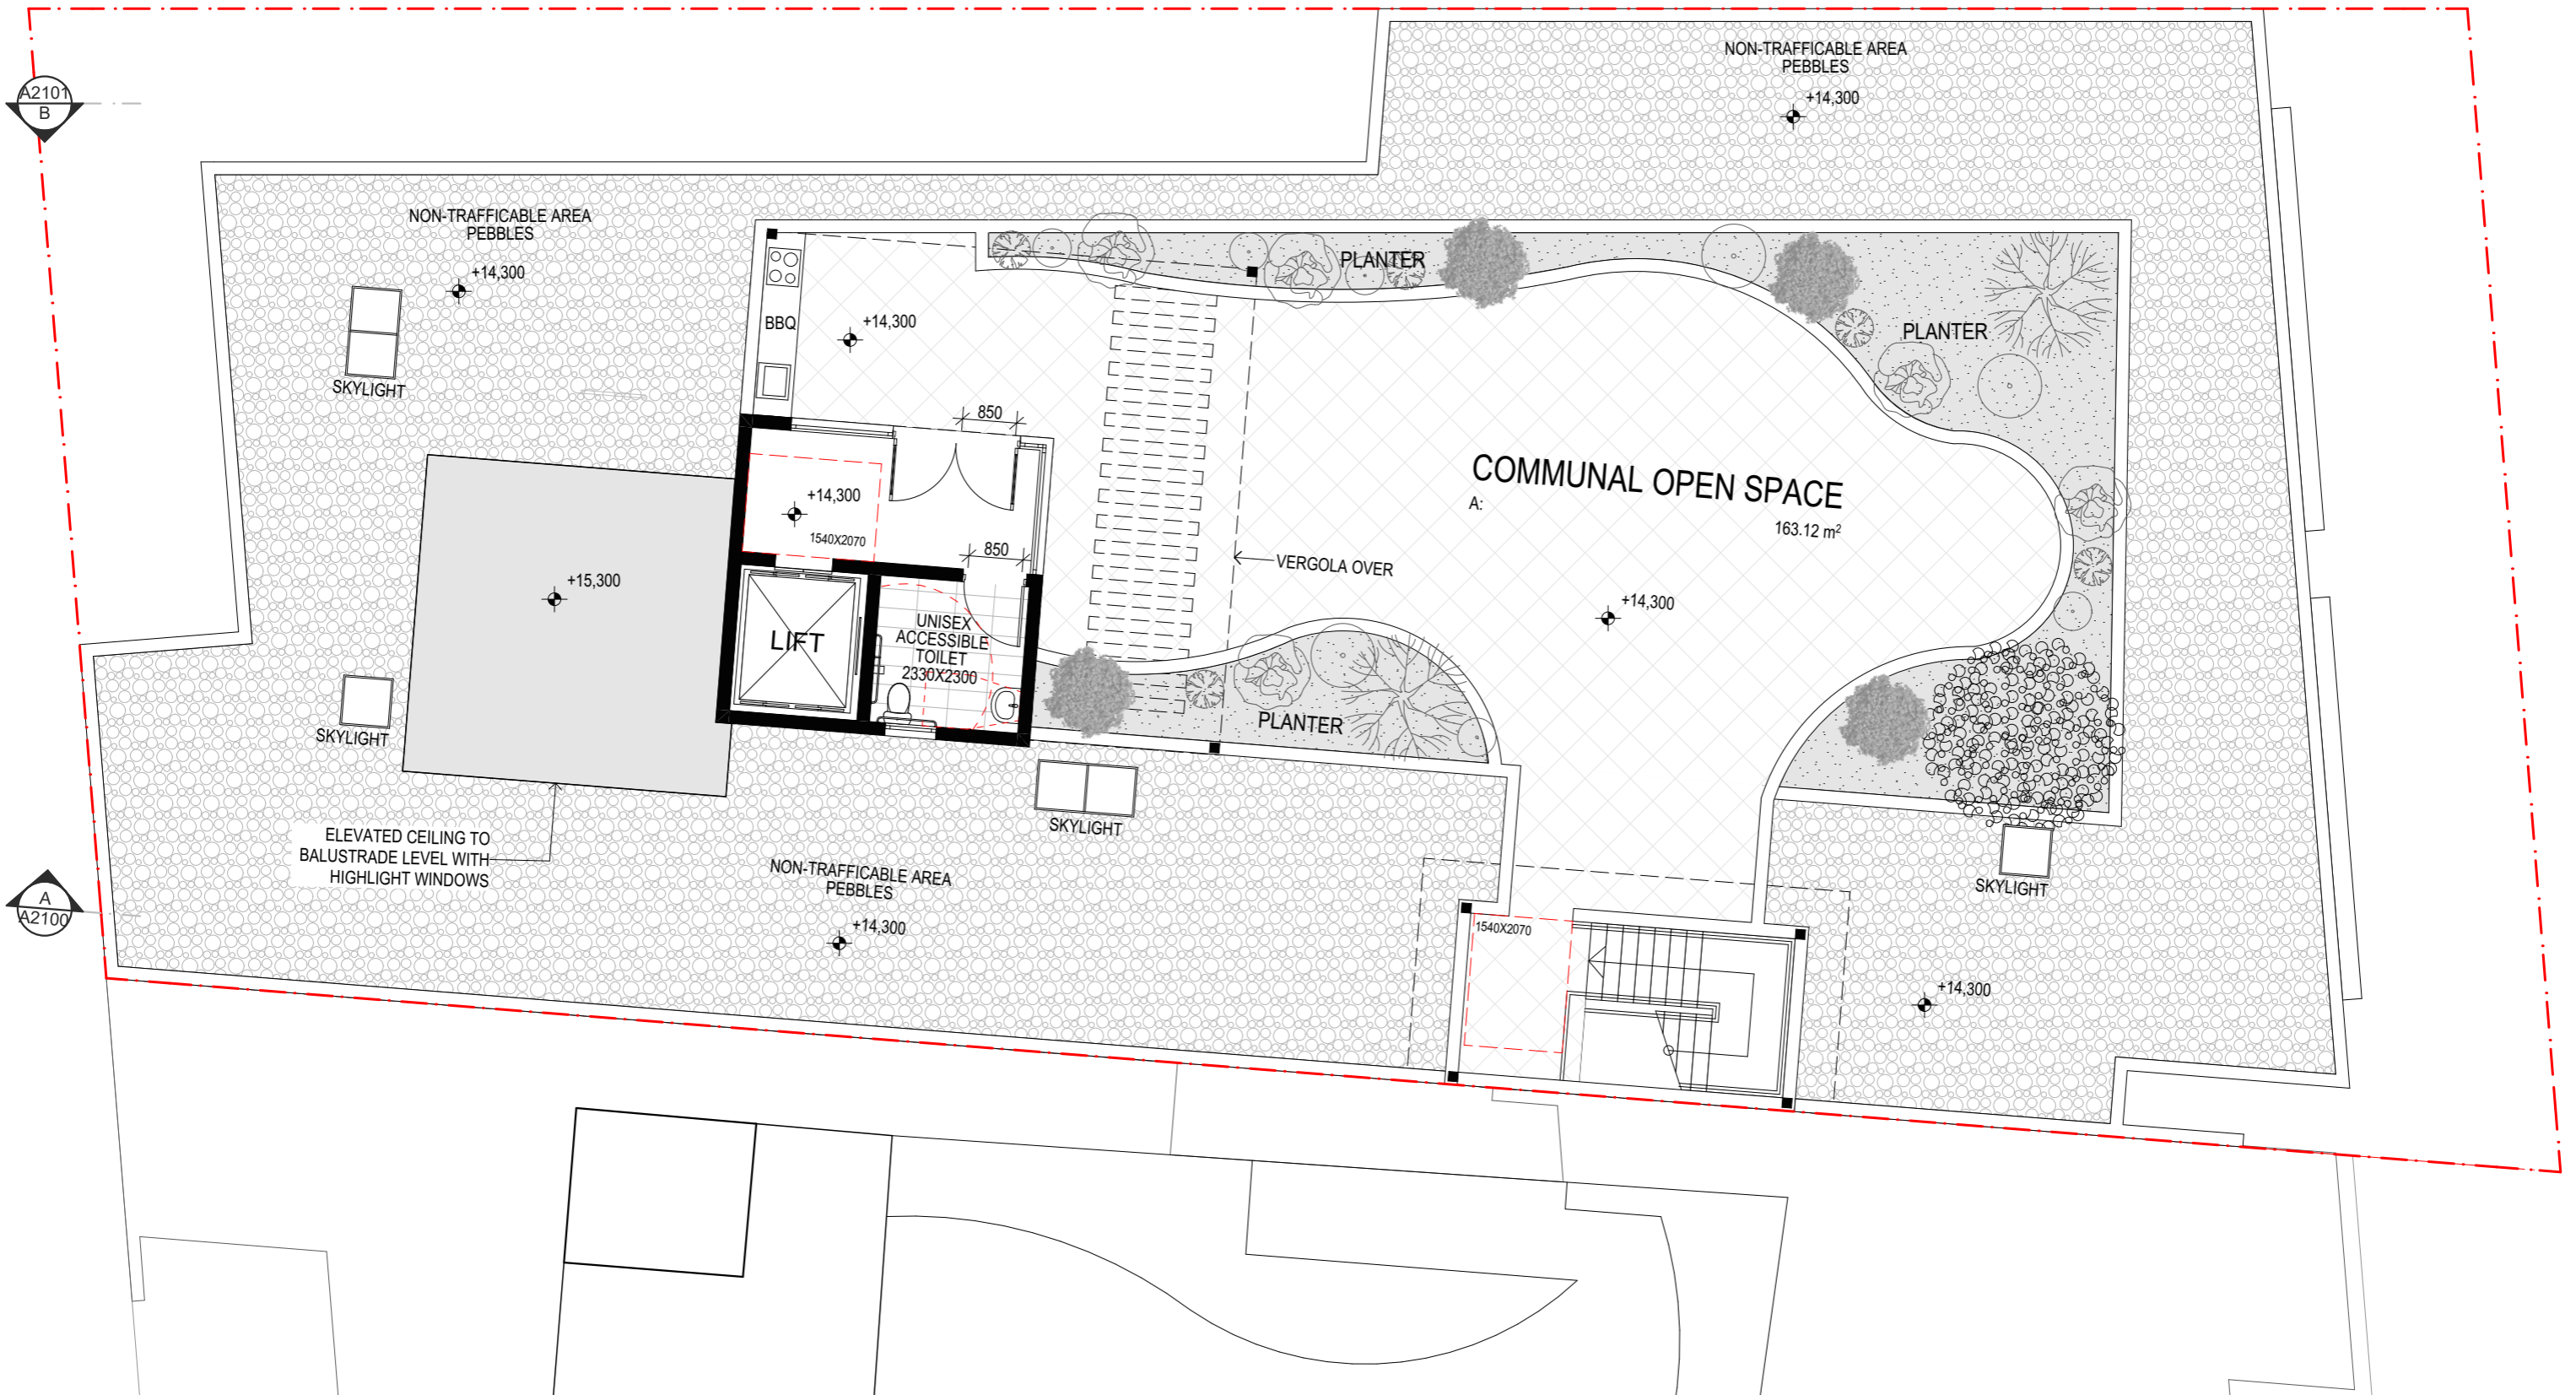 NON-TRAFFICABLE AREA
PEBBLES
+14,300
A2101
B
NON-TRAFFICABLE AREA
PEBBLES
+14,300
SKYLIGHT
PLANTER
PLANTER
BBQ
+14,300
850
COMMUNAL OPEN SPACE
A:
163.12 m²
+14,300
1540X2070
850
VERGOLA OVER
+15,300
+14,300
LIFT
UNISEX
ACCESSIBLE
TOILET
2330X2300
SKYLIGHT
PLANTER
SKYLIGHT
ELEVATED CEILING TO
BALUSTRADE LEVEL WITH
HIGHLIGHT WINDOWS
NON-TRAFFICABLE AREA
PEBBLES
+14,300
SKYLIGHT
A
A2100
1540X2070
+14,300